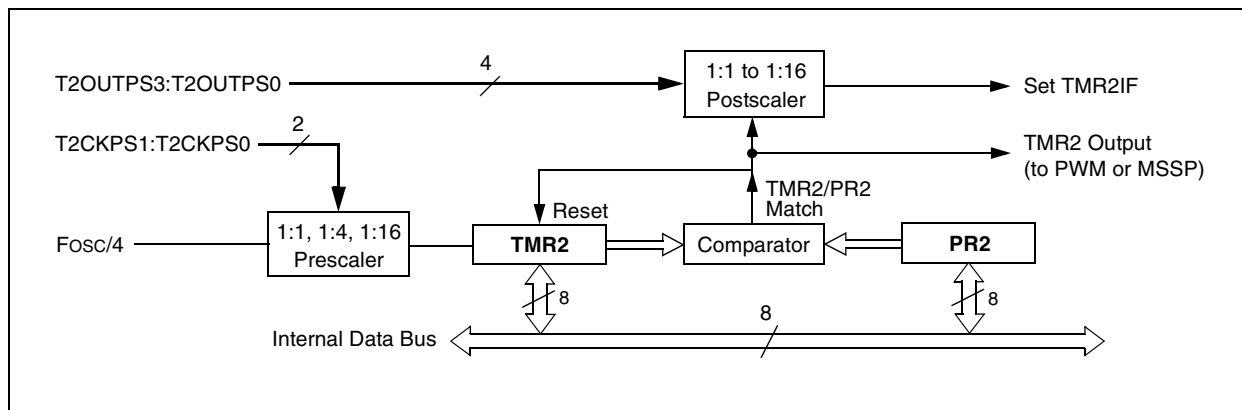 T2OUTPS3:T2OUTPS0
4
1:1 to 1:16
Postscaler
Set TMR2IF
T2CKPS1:T2CKPS0
2
TMR2 Output
(to PWM or MSSP)
TMR2/PR2
Match
Reset
FOSC/4
1:1, 1:4, 1:16
Prescaler
TMR2
Comparator
PR2
8
8
Internal Data Bus
8